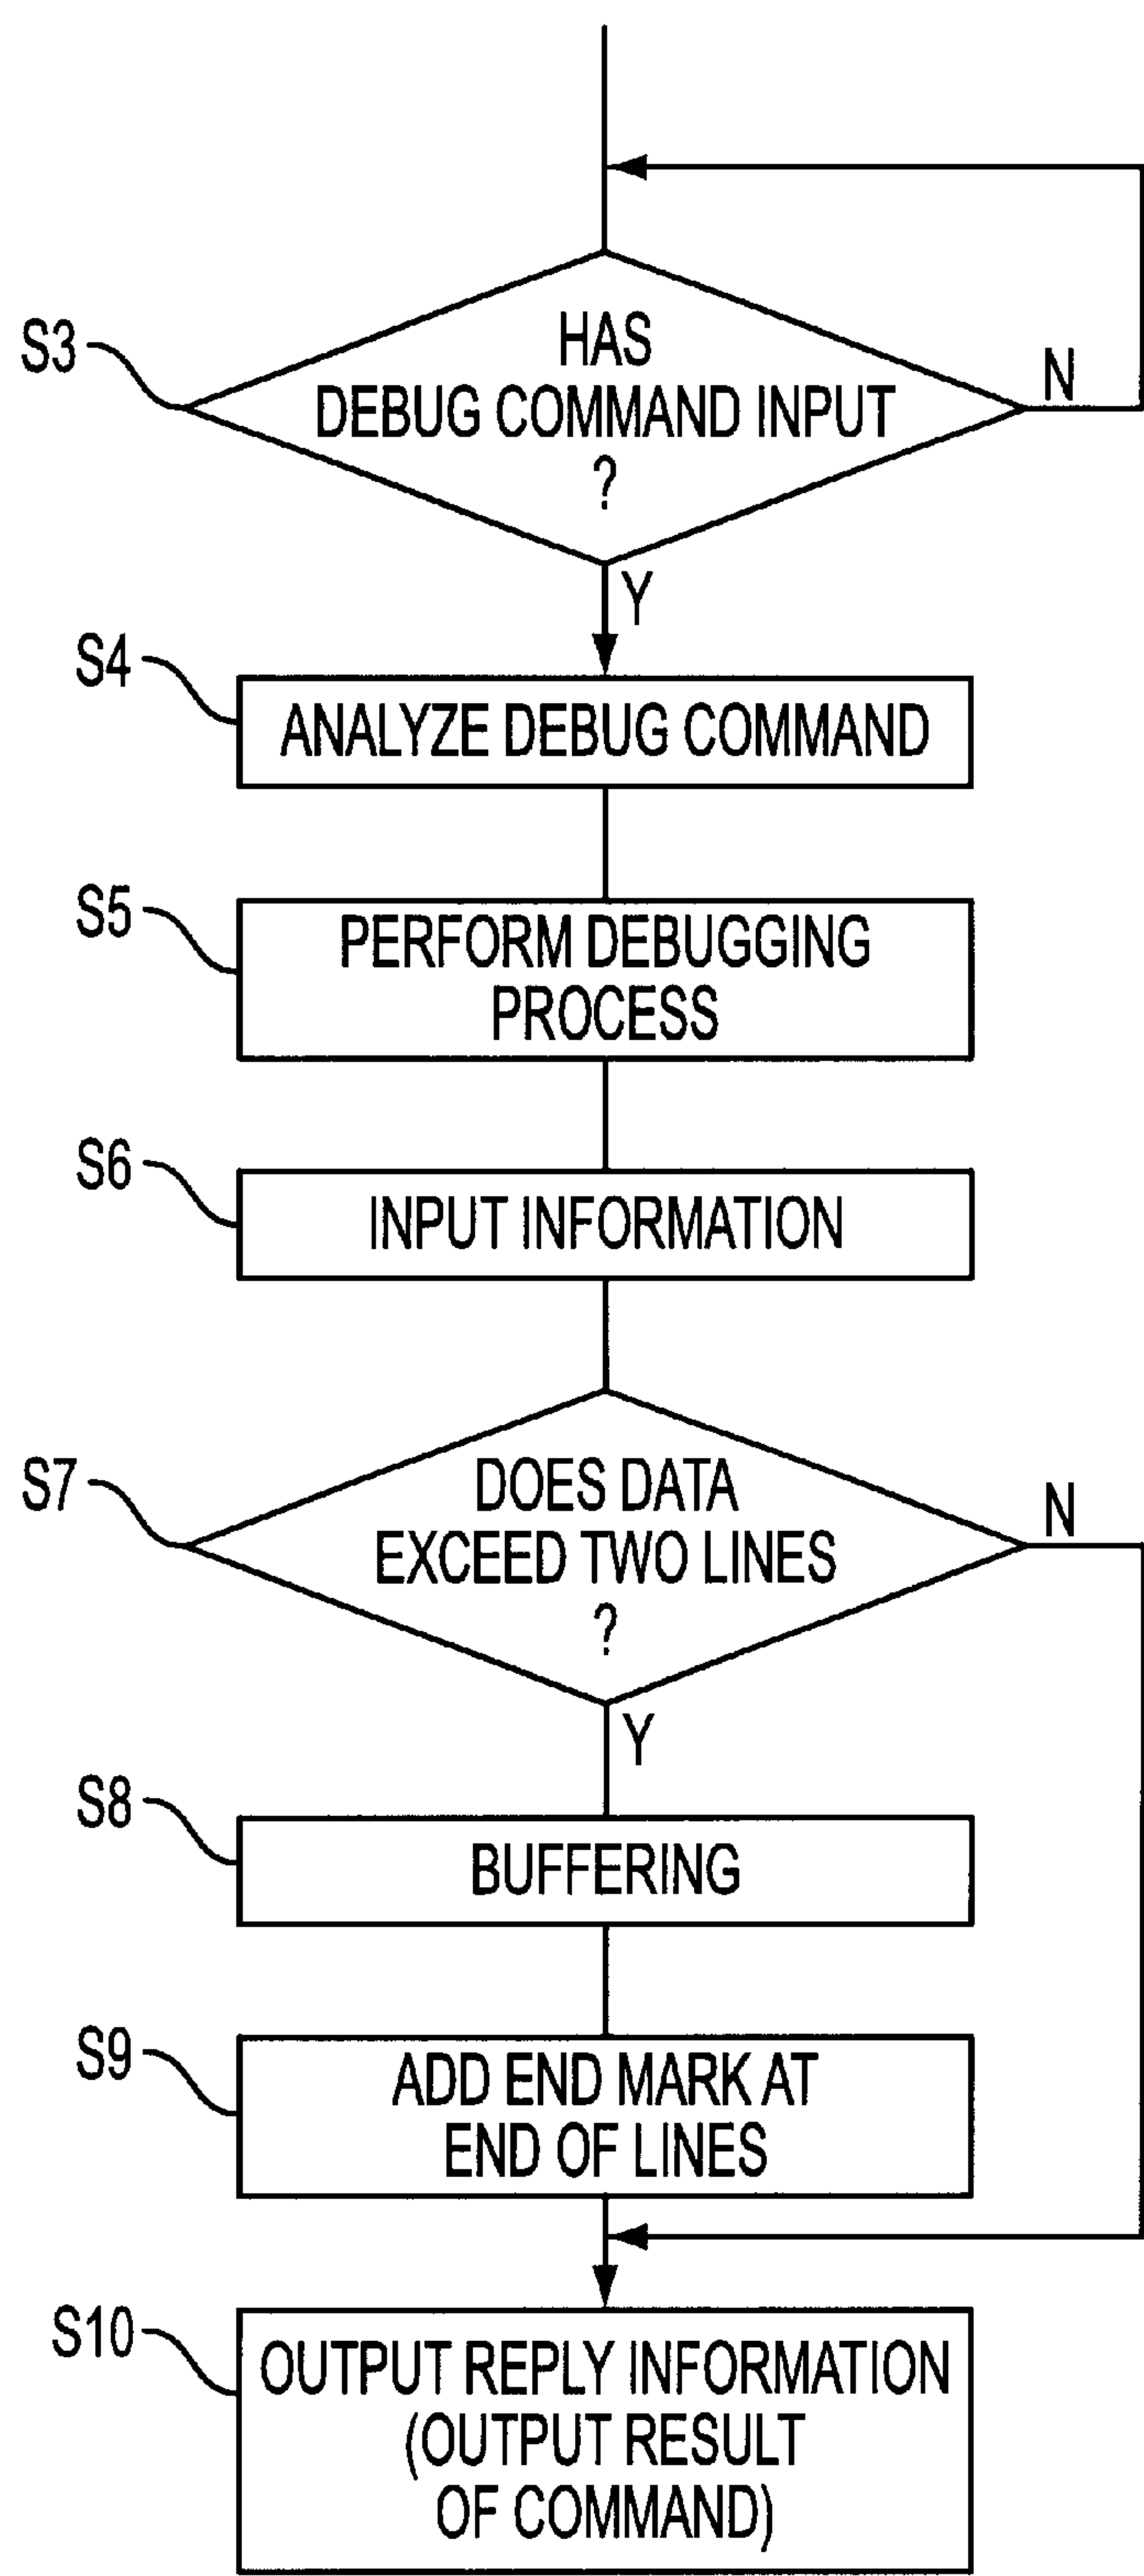 S3
HAS
DEBUG COMMAND INPUT
?
N
Y
S4
ANALYZE DEBUG COMMAND
S5
PERFORM DEBUGGING
PROCESS
S6
INPUT INFORMATION
S7
DOES DATA
EXCEED TWO LINES
?
N
Y
S8
BUFFERING
S9
ADD END MARK AT
END OF LINES
S10
OUTPUT REPLY INFORMATION
(OUTPUT RESULT
OF COMMAND)